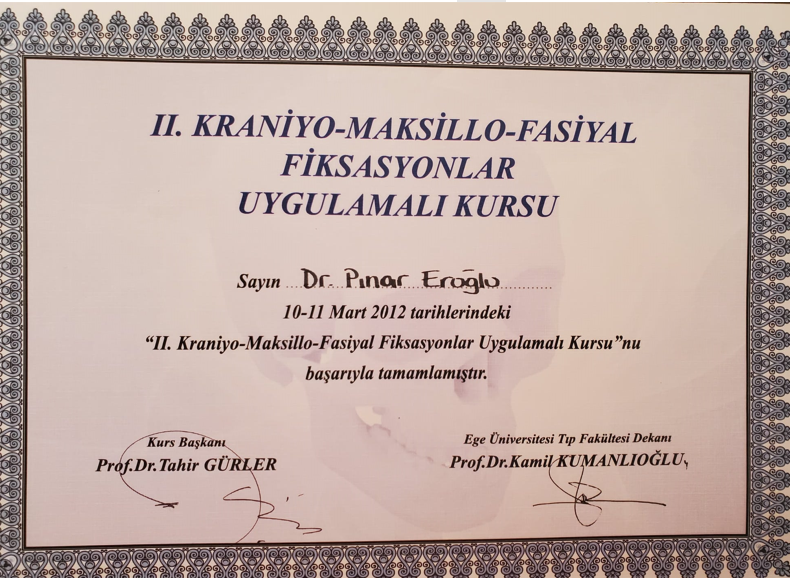 II. KRANİYO-MAKSİLLO-FASİYAL
FİKSASYONLAR
UYGULAMALI KURSU
Sayın Dr. Pınar Eroğlu
10-11 Mart 2012 tarihlerindeki
“II. Kraniyo-Maksillo-Fasiyal Fiksasyonlar Uygulamalı Kursu”nu
başarıyla tamamlamıştır.
Kurs Başkanı
Prof.Dr.Tahir GÜRLER
Ege Üniversitesi Tıp Fakültesi Dekanı
Prof.Dr.Kamil KUMANLIOĞLU